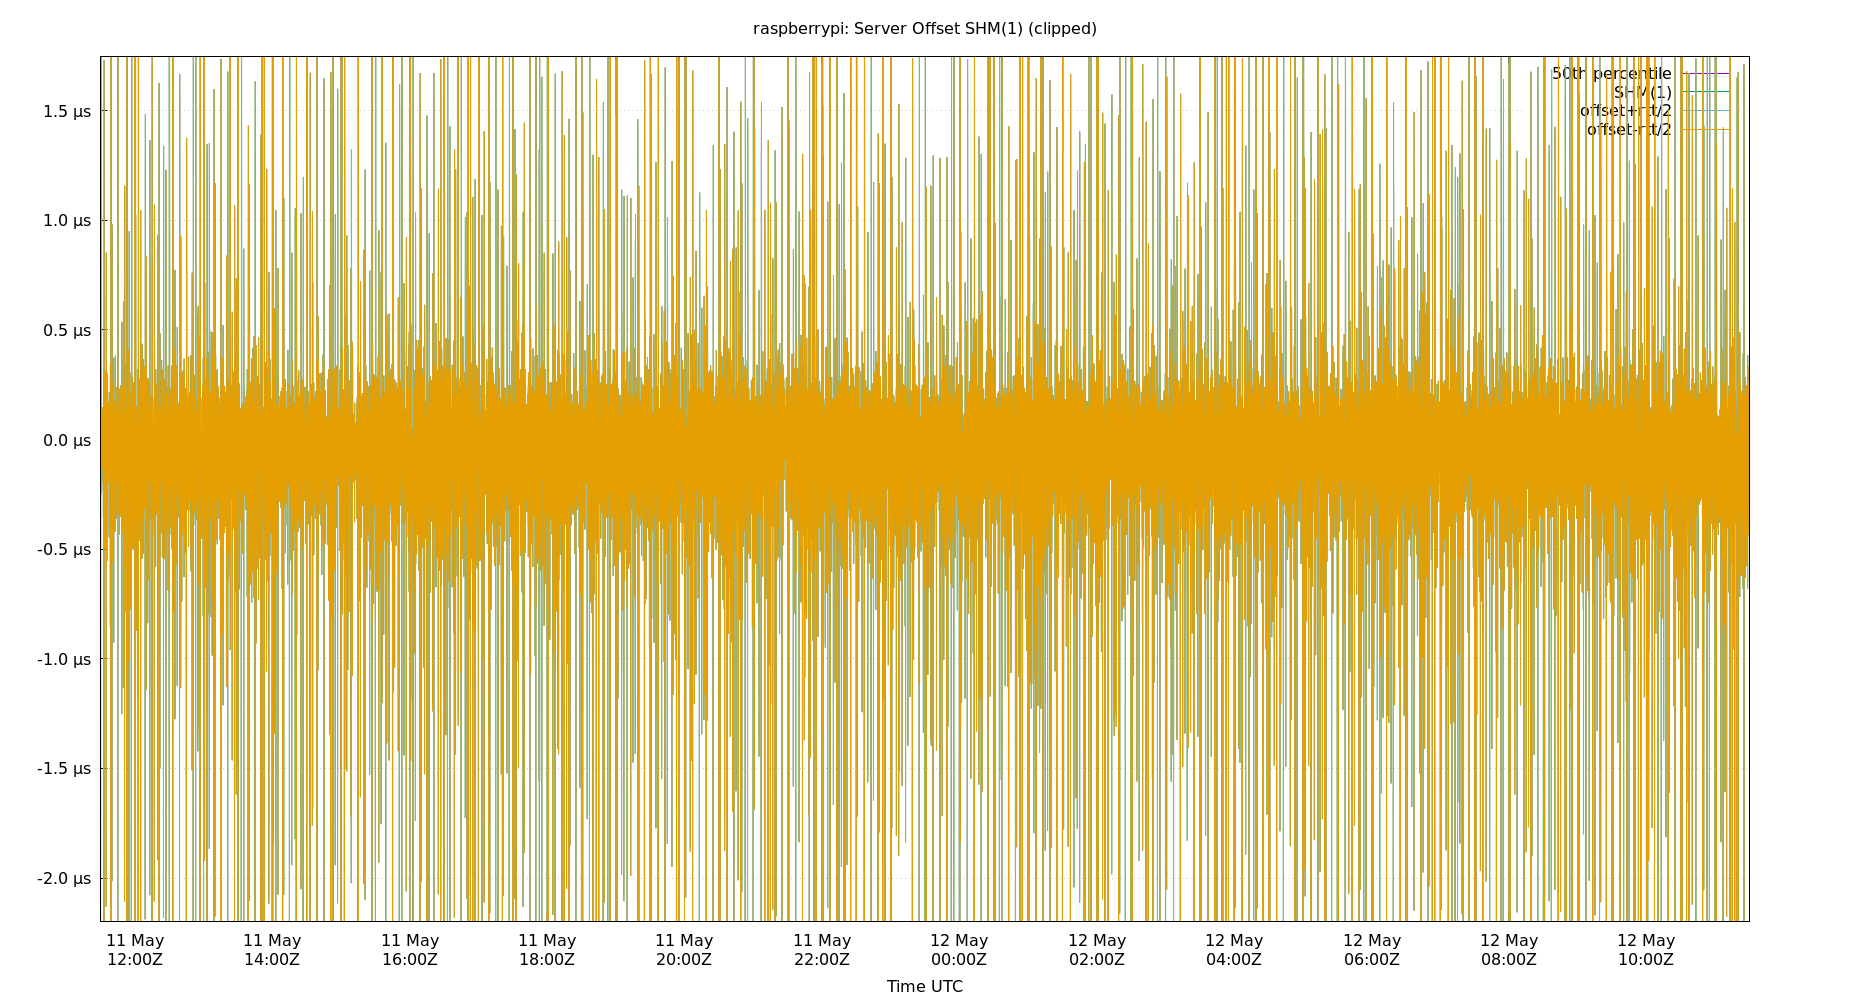 raspberrypi: Server Offset SHM(1) (clipped)
50th percentile
SHM(1)
offset+rtt/2
offset-rtt/2
1.5 μs
1.0 μs
0.5 μs
0.0 μs
-0.5 μs
-1.0 μs
-1.5 μs
-2.0 μs
11 May 11 May 11 May 11 May 11 May 11 May 12 May 12 May 12 May 12 May 12 May 12 May
12:00Z 14:00Z 16:00Z 18:00Z 20:00Z 22:00Z 00:00Z 02:00Z 04:00Z 06:00Z 08:00Z 10:00Z
Time UTC